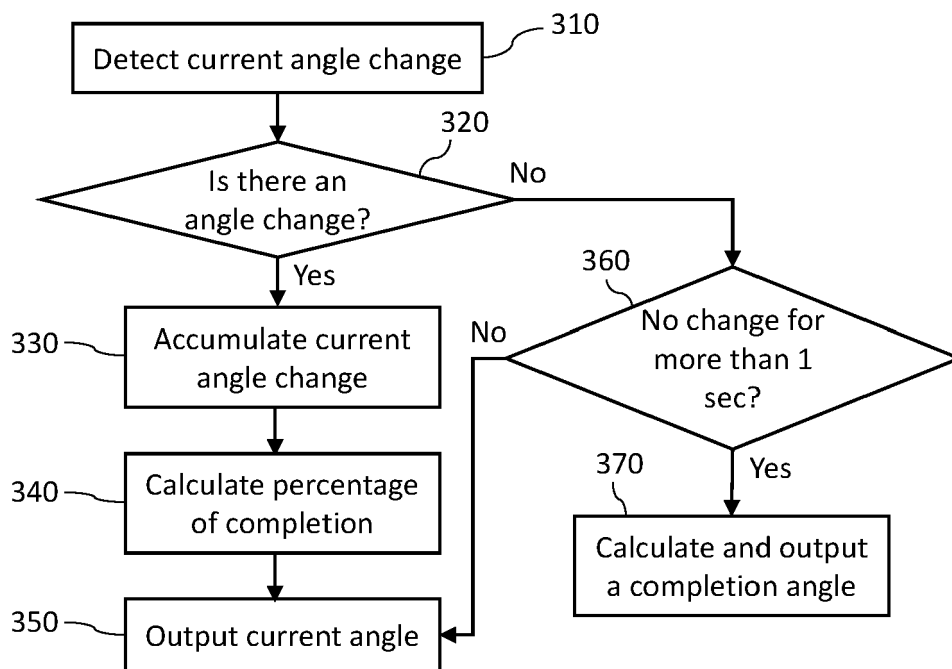 310
Detect current angle change
320
Is there an
angle change?
No
Yes
360
No change for
more than 1
sec?
No
330
Accumulate current
angle change
Yes
370
340
Calculate percentage
of completion
Calculate and output
a completion angle
350
Output current angle